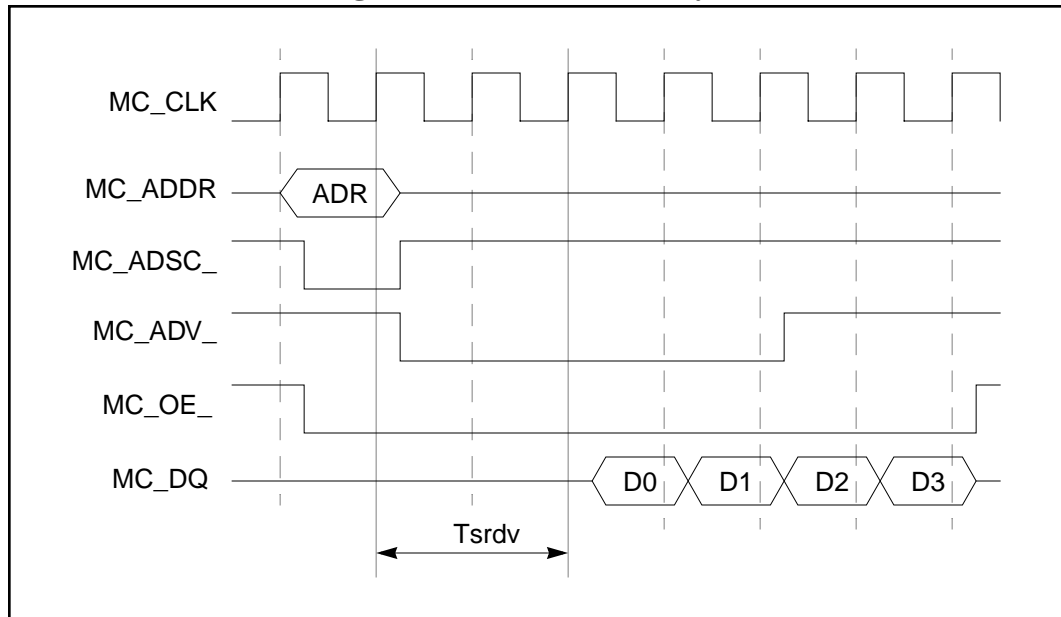 MC_CLK
MC_ADDR
ADR
MC_ADSC_
MC_ADV_
MC_OE_
MC_DQ
D0
D1
D2
D3
Tsrdv